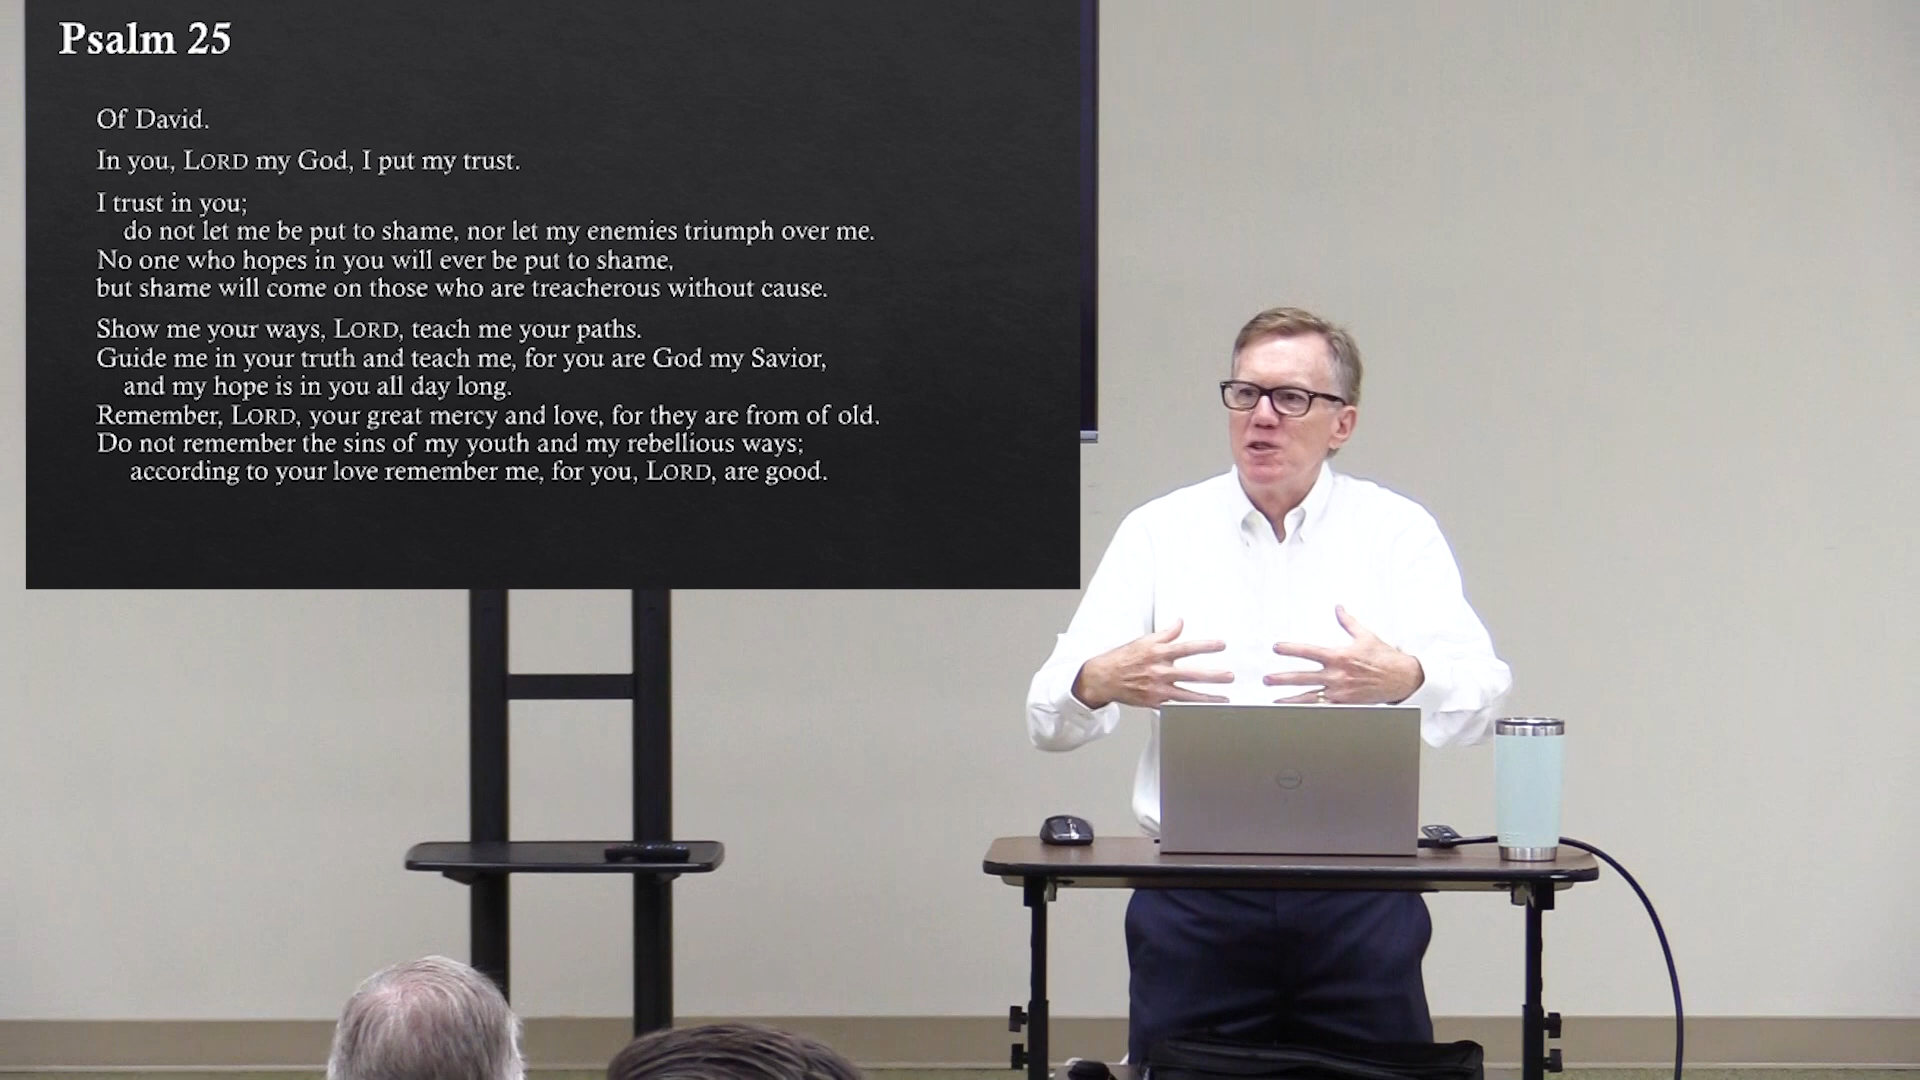 Psalm 25
Of David.
In you, LORD my God, I put my trust.
I trust in you;
do not let me be put to shame, nor let my enemies triumph over me.
No one who hopes in you will ever be put to shame,
but shame will come on those who are treacherous without cause.
Show me your ways, LORD, teach me your paths.
Guide me in your truth and teach me, for you are God my Savior,
and my hope is in you all day long.
Remember, LORD, your great mercy and love, for they are from of old.
Do not remember the sins of my youth and my rebellious ways;
according to your love remember me, for you, LORD, are good.